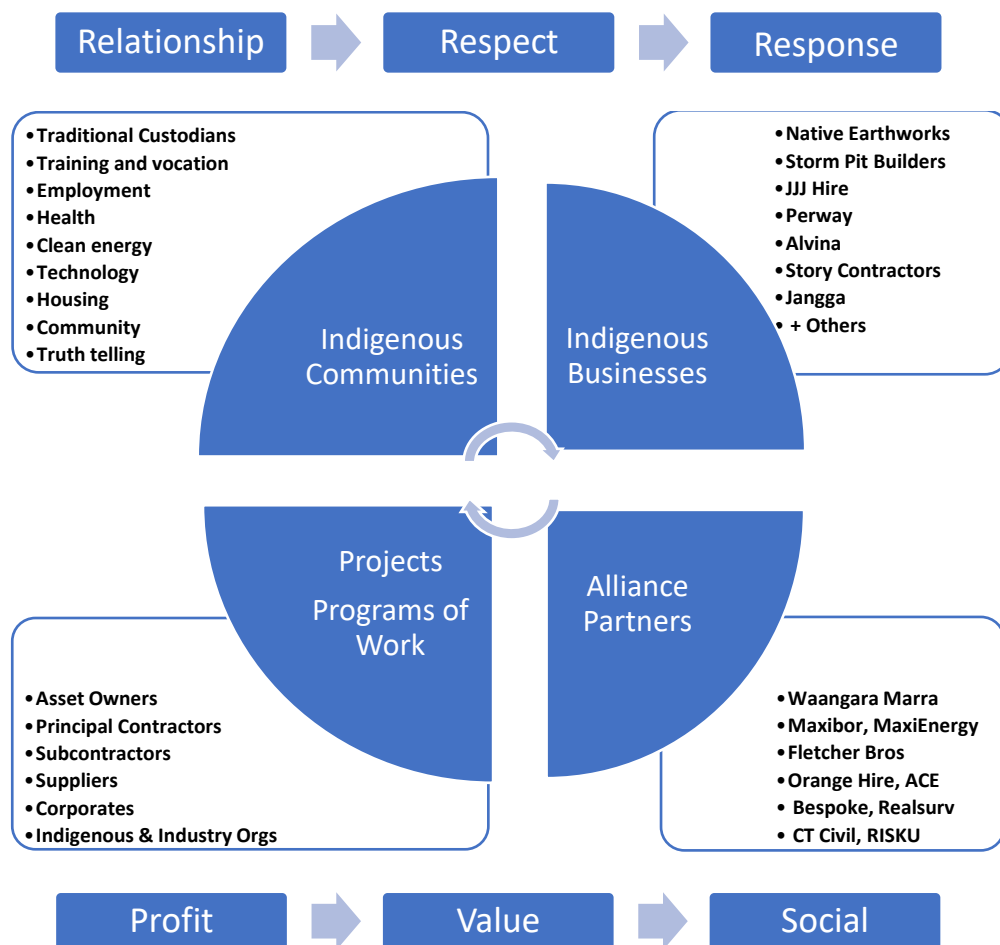 Relationship
Respect
Response
•Traditional Custodians
•Training and vocation
•Employment
•Health
•Clean energy
•Technology
•Housing
•Community
•Truth telling
•Native Earthworks
•Storm Pit Builders
•JJJ Hire
•Perway
•Alvina
•Story Contractors
•Jangga
• + Others
Indigenous
Communities
Indigenous
Businesses
Projects
Programs of
Work
Alliance
Partners
•Asset Owners
•Principal Contractors
•Subcontractors
•Suppliers
•Corporates
•Indigenous & Industry Orgs
•Waangara Marra
•Maxibor, MaxiEnergy
•Fletcher Bros
•Orange Hire, ACE
• Bespoke, Realsurv
• CT Civil, RISKU
Profit
Value
Social